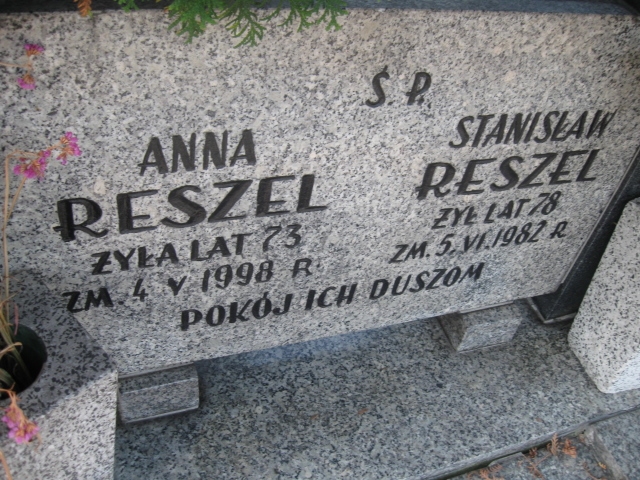 Ś P.
ANNA
RESZEL
ŻYŁA LAT 73
ZM. 4 V 1998 R.
STANISŁAW
RESZEL
ŻYŁ LAT 78
ZM. 5. VI. 1982 R
POKÓJ ICH DUSZOM